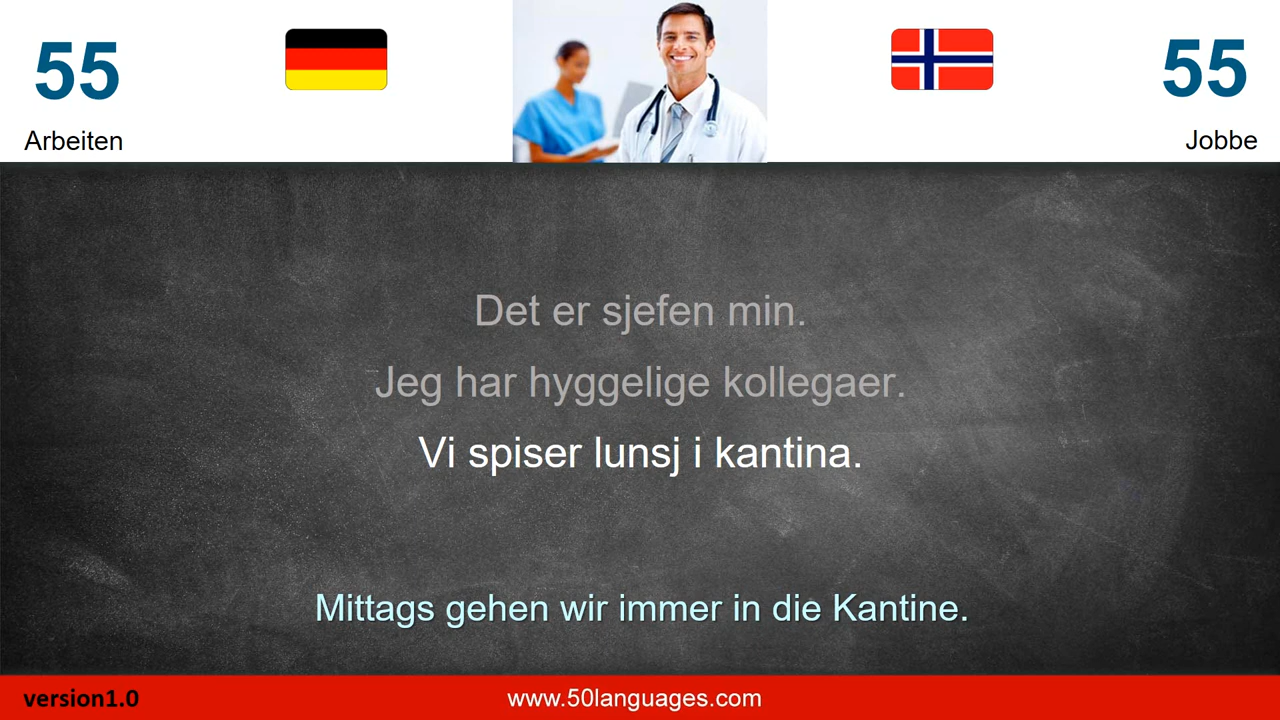 55
55
Arbeiten
Jobbe
Det er sjefen min.
Jeg har hyggelige kollegaer.
Vi spiser lunsj i kantina.
Mittags gehen wir immer in die Kantine.
version1.0
www.50languages.com